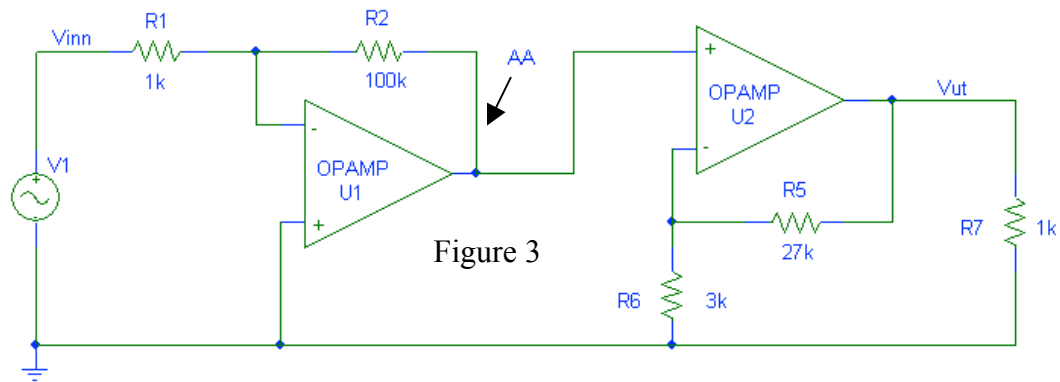 R1
R2
Vinn
1k
100k
AA
+
OPAMP
U2
-
Vut
V1
+
-
OPAMP
U1
+
-
R5
27k
R7
1k
Figure 3
R6
3k